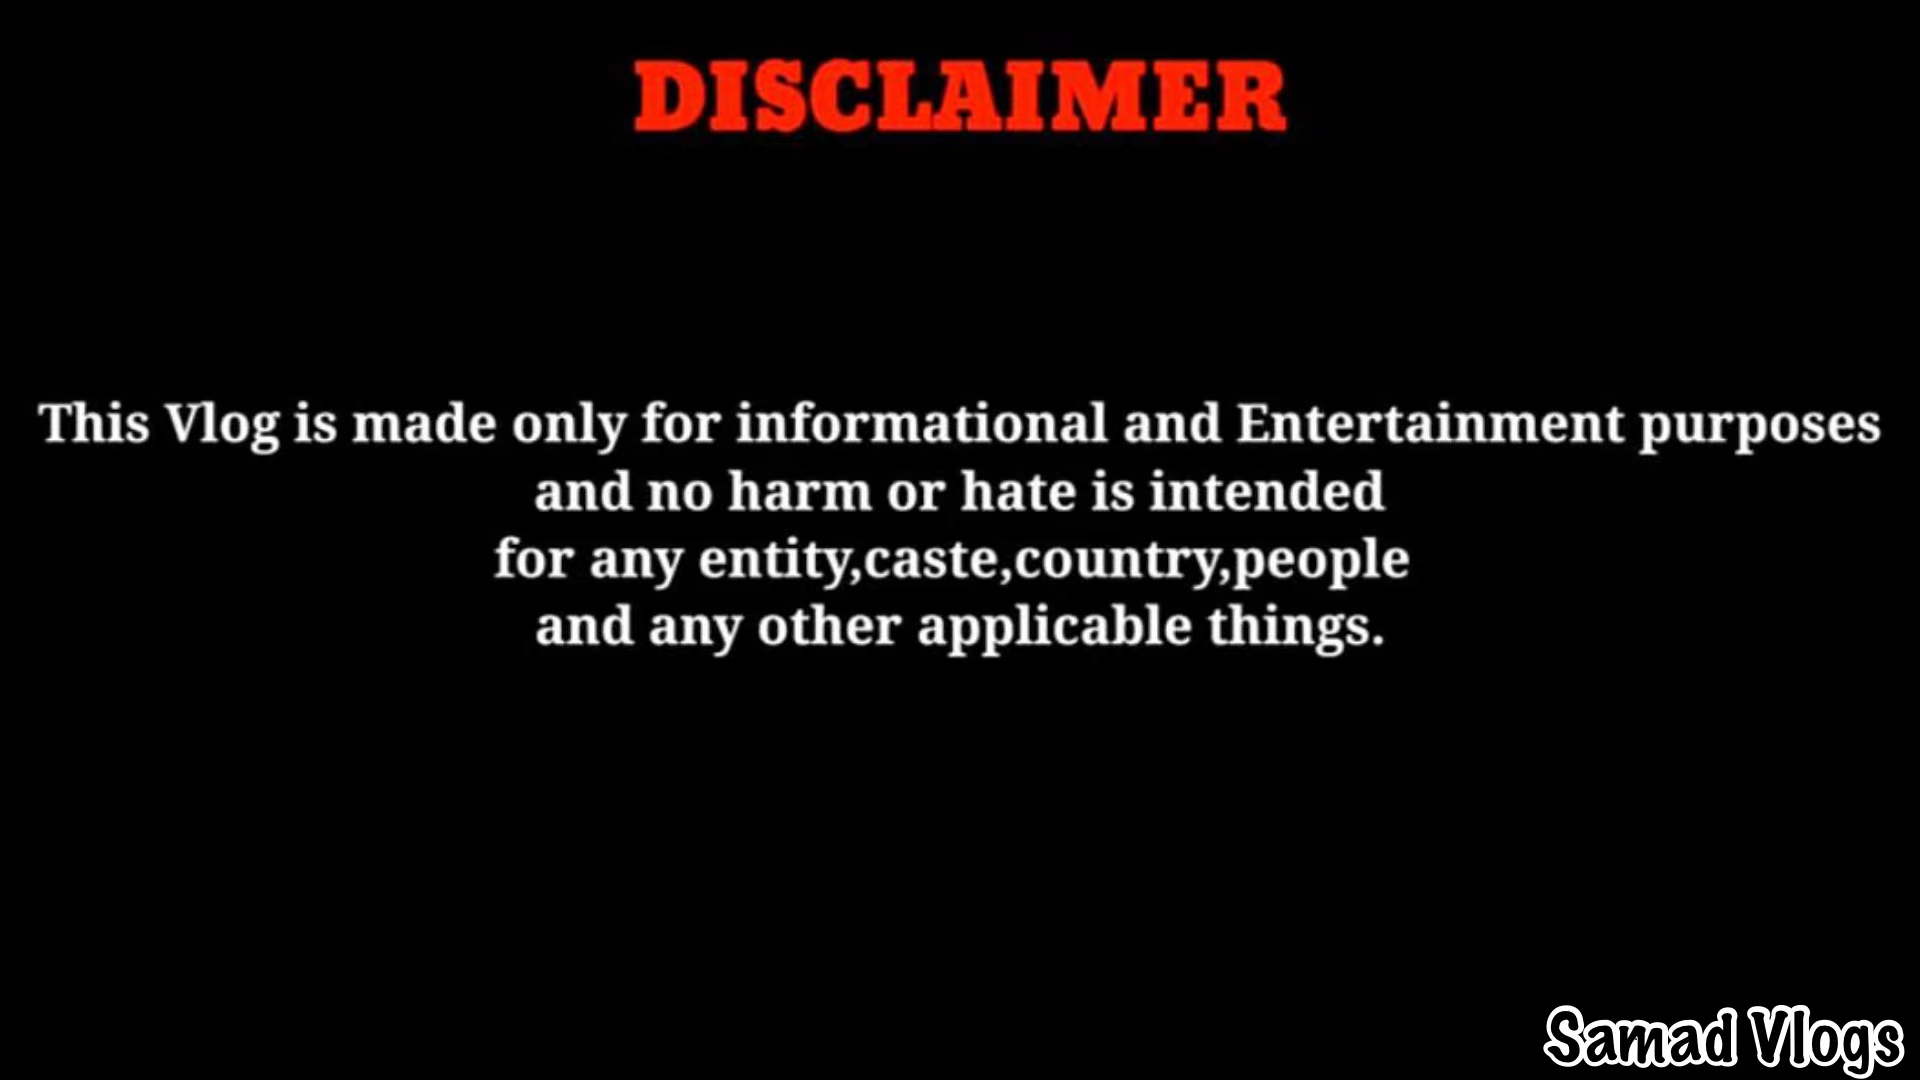 DISCLAIMER
This Vlog is made only for informational and Entertainment purposes
and no harm or hate is intended
for any entity,caste,country,people
and any other applicable things.
Samad Vlogs